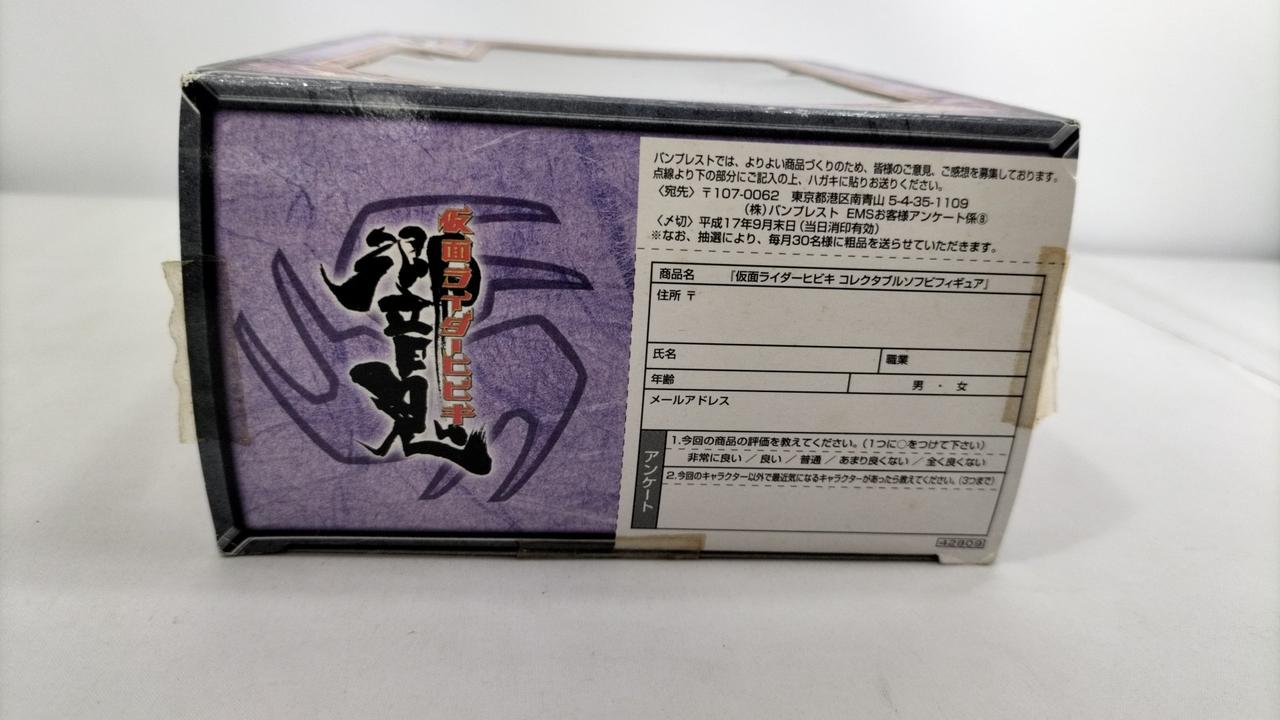 仮面ライダーヒビキ
響鬼
バンプレストでは、よりよい商品づくりのため、皆様のご意見、ご感想を募集しております。
点線より下の部分にご記入の上、ハガキに貼りお送りください。
〈宛先〉〒107-0062 東京都港区南青山 5-4-35-1109
(株)バンプレスト EMSお客様アンケート係⑧
〈〆切〉平成17年9月末日(当日消印有効)
※なお、抽選により、毎月30名様に粗品を送らせていただきます。
商品名 『仮面ライダーヒビキ コレクタブルソフビフィギュア』
住所 〒
氏名 職業
年齢 男 ・ 女
メールアドレス
アンケート
1.今回の商品の評価を教えてください。(1つに○をつけて下さい)
非常に良い / 良い / 普通 / あまり良くない / 全く良くない
2.今回のキャラクター以外で最近気になるキャラクターがあったら教えてください。(3つまで)
42809